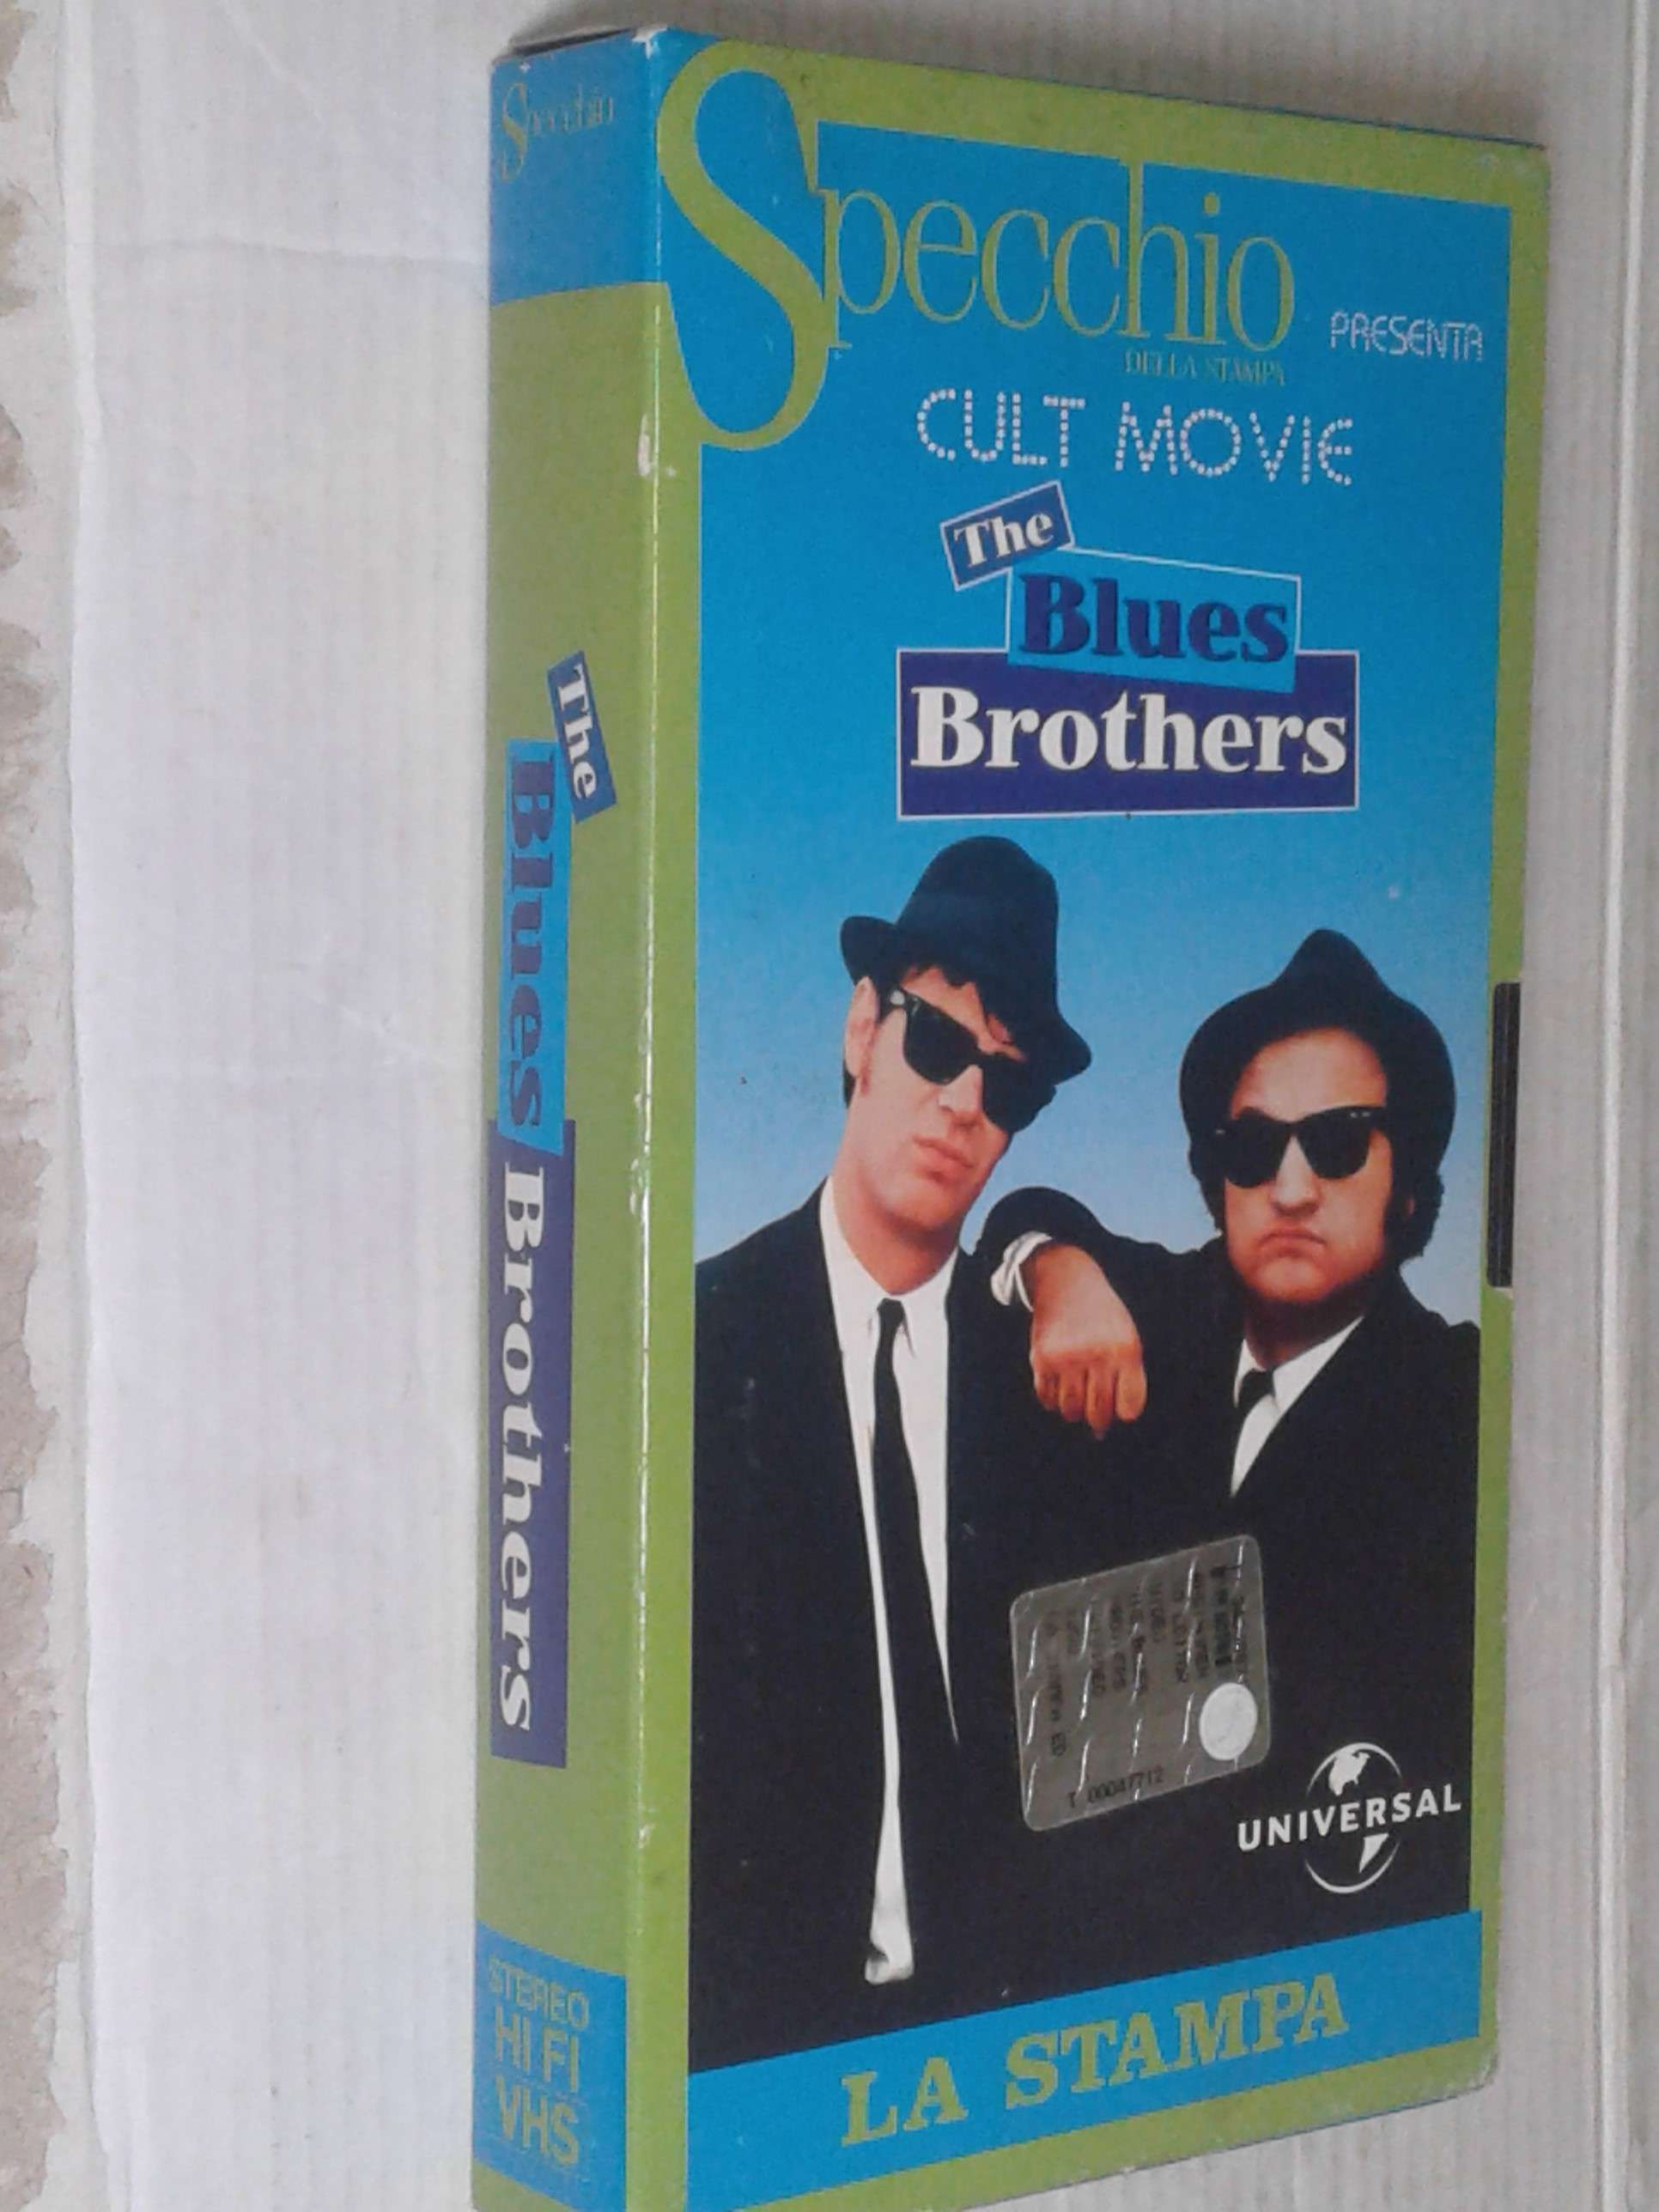 Specchio
DELLA STAMPA
PRESENTA
CULT MOVIE
The
Blues
Brothers
T 00047712
UNIVERSAL
LA STAMPA
Specchio
The
Blues
Brothers
STEREO
HI FI
VHS